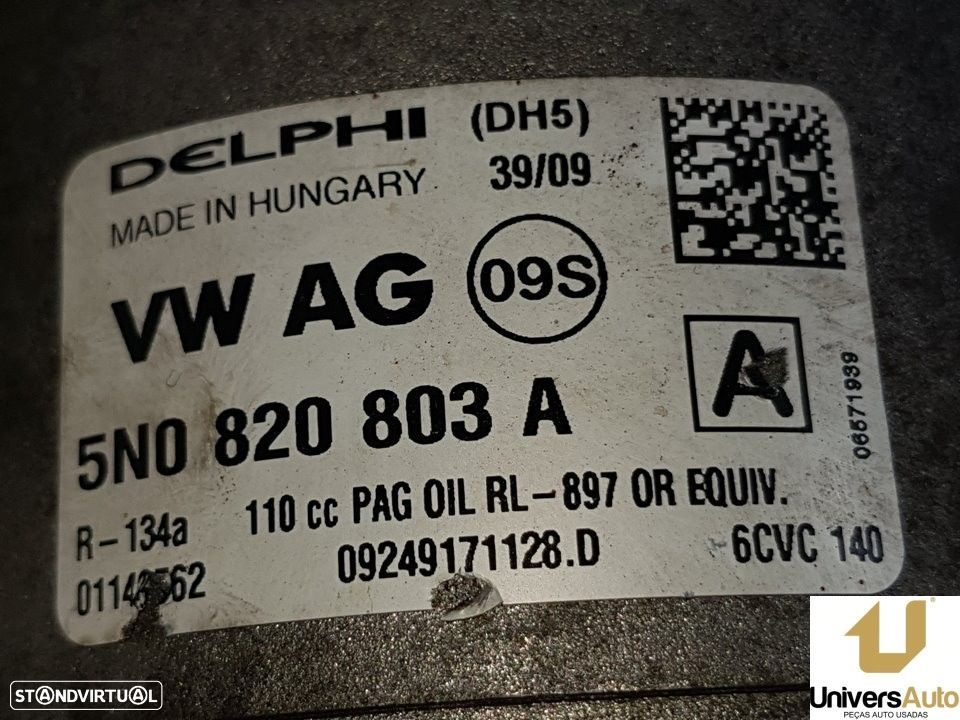 DELPHI (DH5)
MADE IN HUNGARY 39/09
VW AG 09S
A
5N0 820 803 A
06571939
110 cc PAG OIL RL-897 OR EQUIV.
R-134a
09249171128.D
6CVC 140
STANDVIRTUAL
UniversAuto
PEÇAS AUTO USADAS